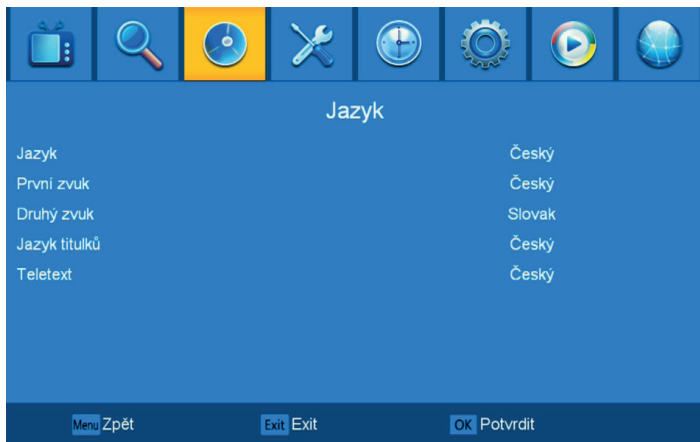 Jazyk
Jazyk Český
První zvuk Český
Druhý zvuk Slovak
Jazyk titulků Český
Teletext Český
Menu Zpět Exit Exit OK Potvrdit